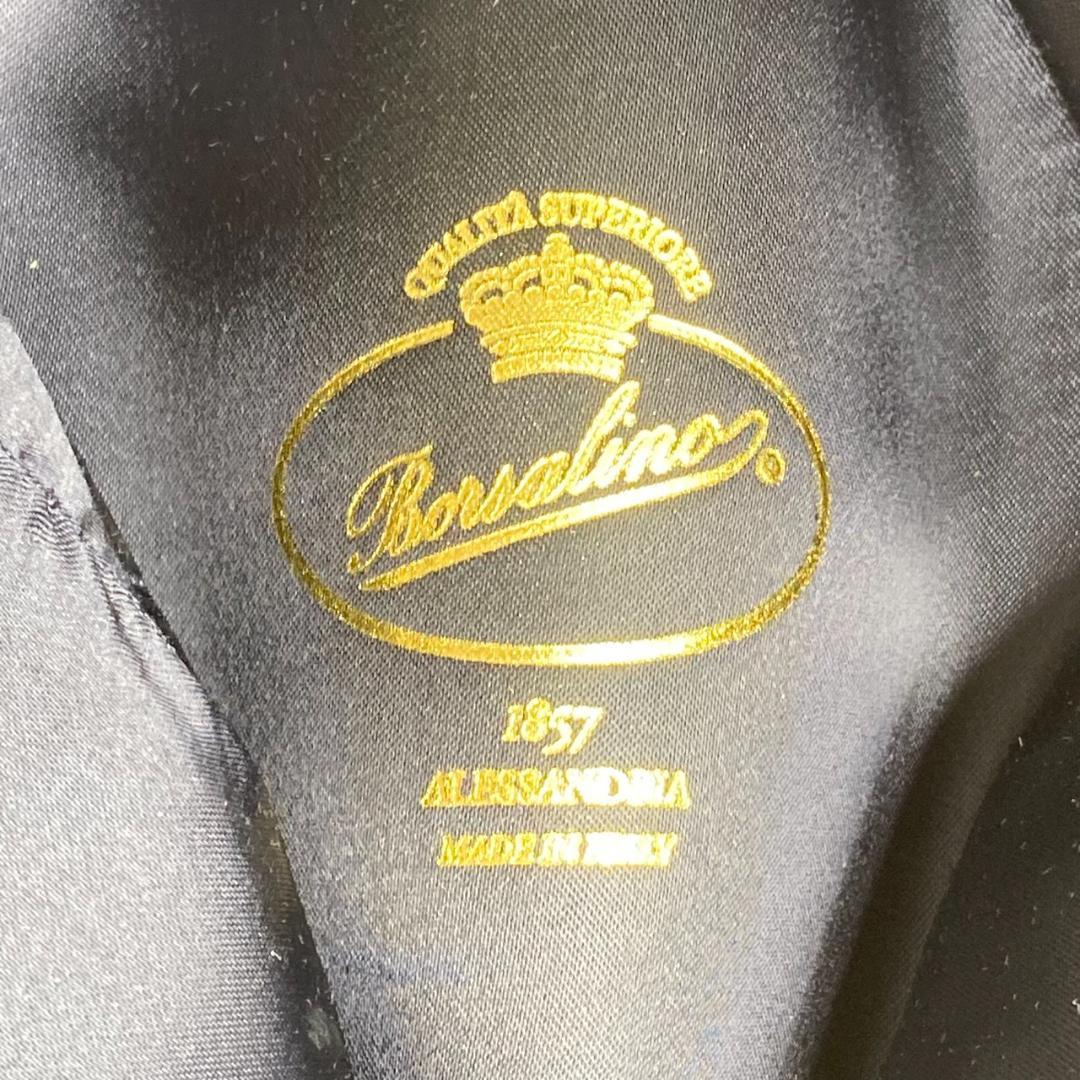 QUALITÀ SUPERIORE
Borsalino®
1857
ALESSANDRIA
MADE IN ITALY